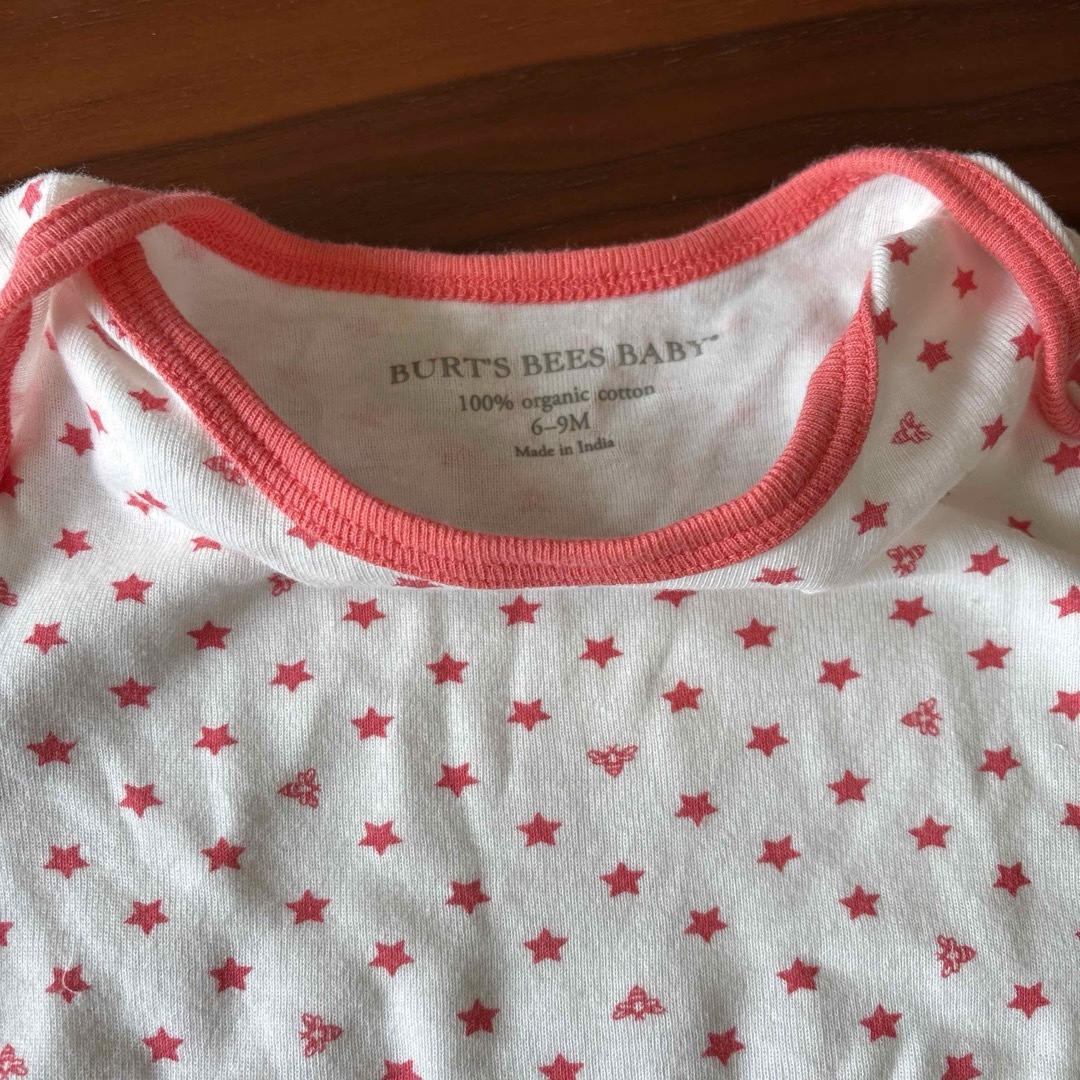 BURT'S BEES BABY
100% organic cotton
6–9M
Made in India